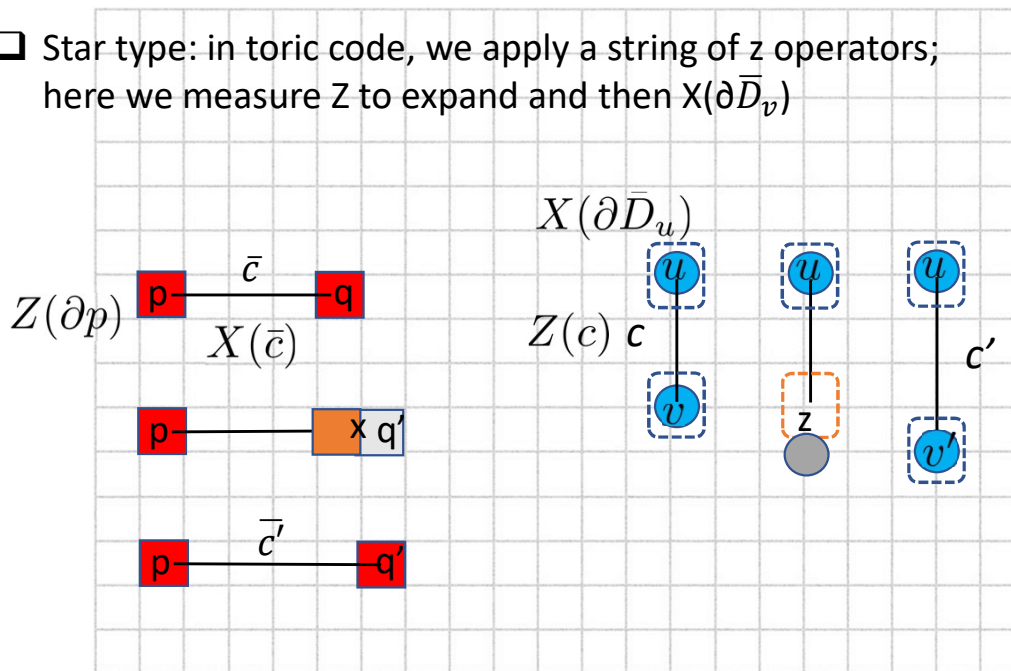 ❑ Star type: in toric code, we apply a string of z operators;
here we measure Z to expand and then X(∂D̅ᵥ)
X(∂D̄ᵤ)
Z(∂p) p c̄ q
X(c̄)
u u u
Z(c) c
v z c′
v′
p x q′
p c̅′ q′